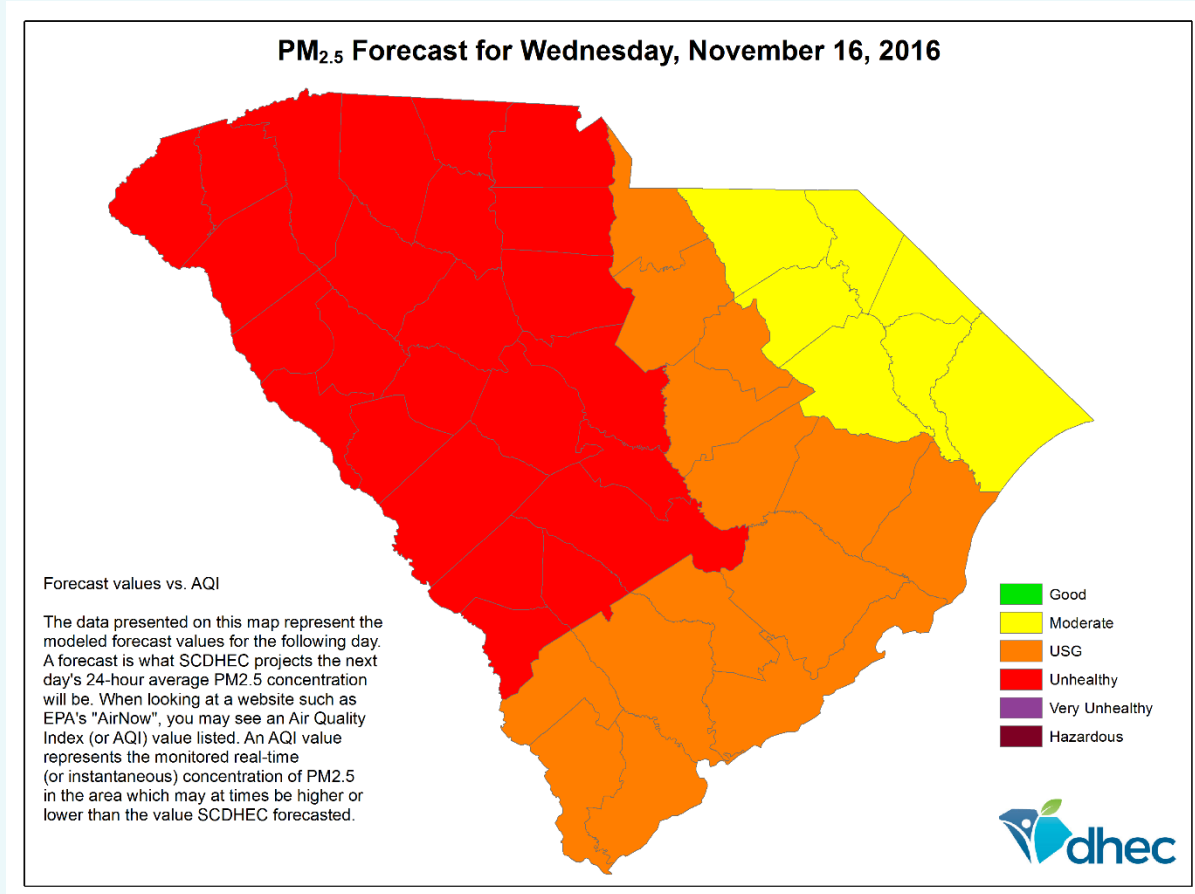 PM2.5 Forecast for Wednesday, November 16, 2016
Forecast values vs. AQI
The data presented on this map represent the
modeled forecast values for the following day.
A forecast is what SCDHEC projects the next
day's 24-hour average PM2.5 concentration
will be. When looking at a website such as
EPA's "AirNow", you may see an Air Quality
Index (or AQI) value listed. An AQI value
represents the monitored real-time
(or instantaneous) concentration of PM2.5
in the area which may at times be higher or
lower than the value SCDHEC forecasted.
Good
Moderate
USG
Unhealthy
Very Unhealthy
Hazardous
dhec